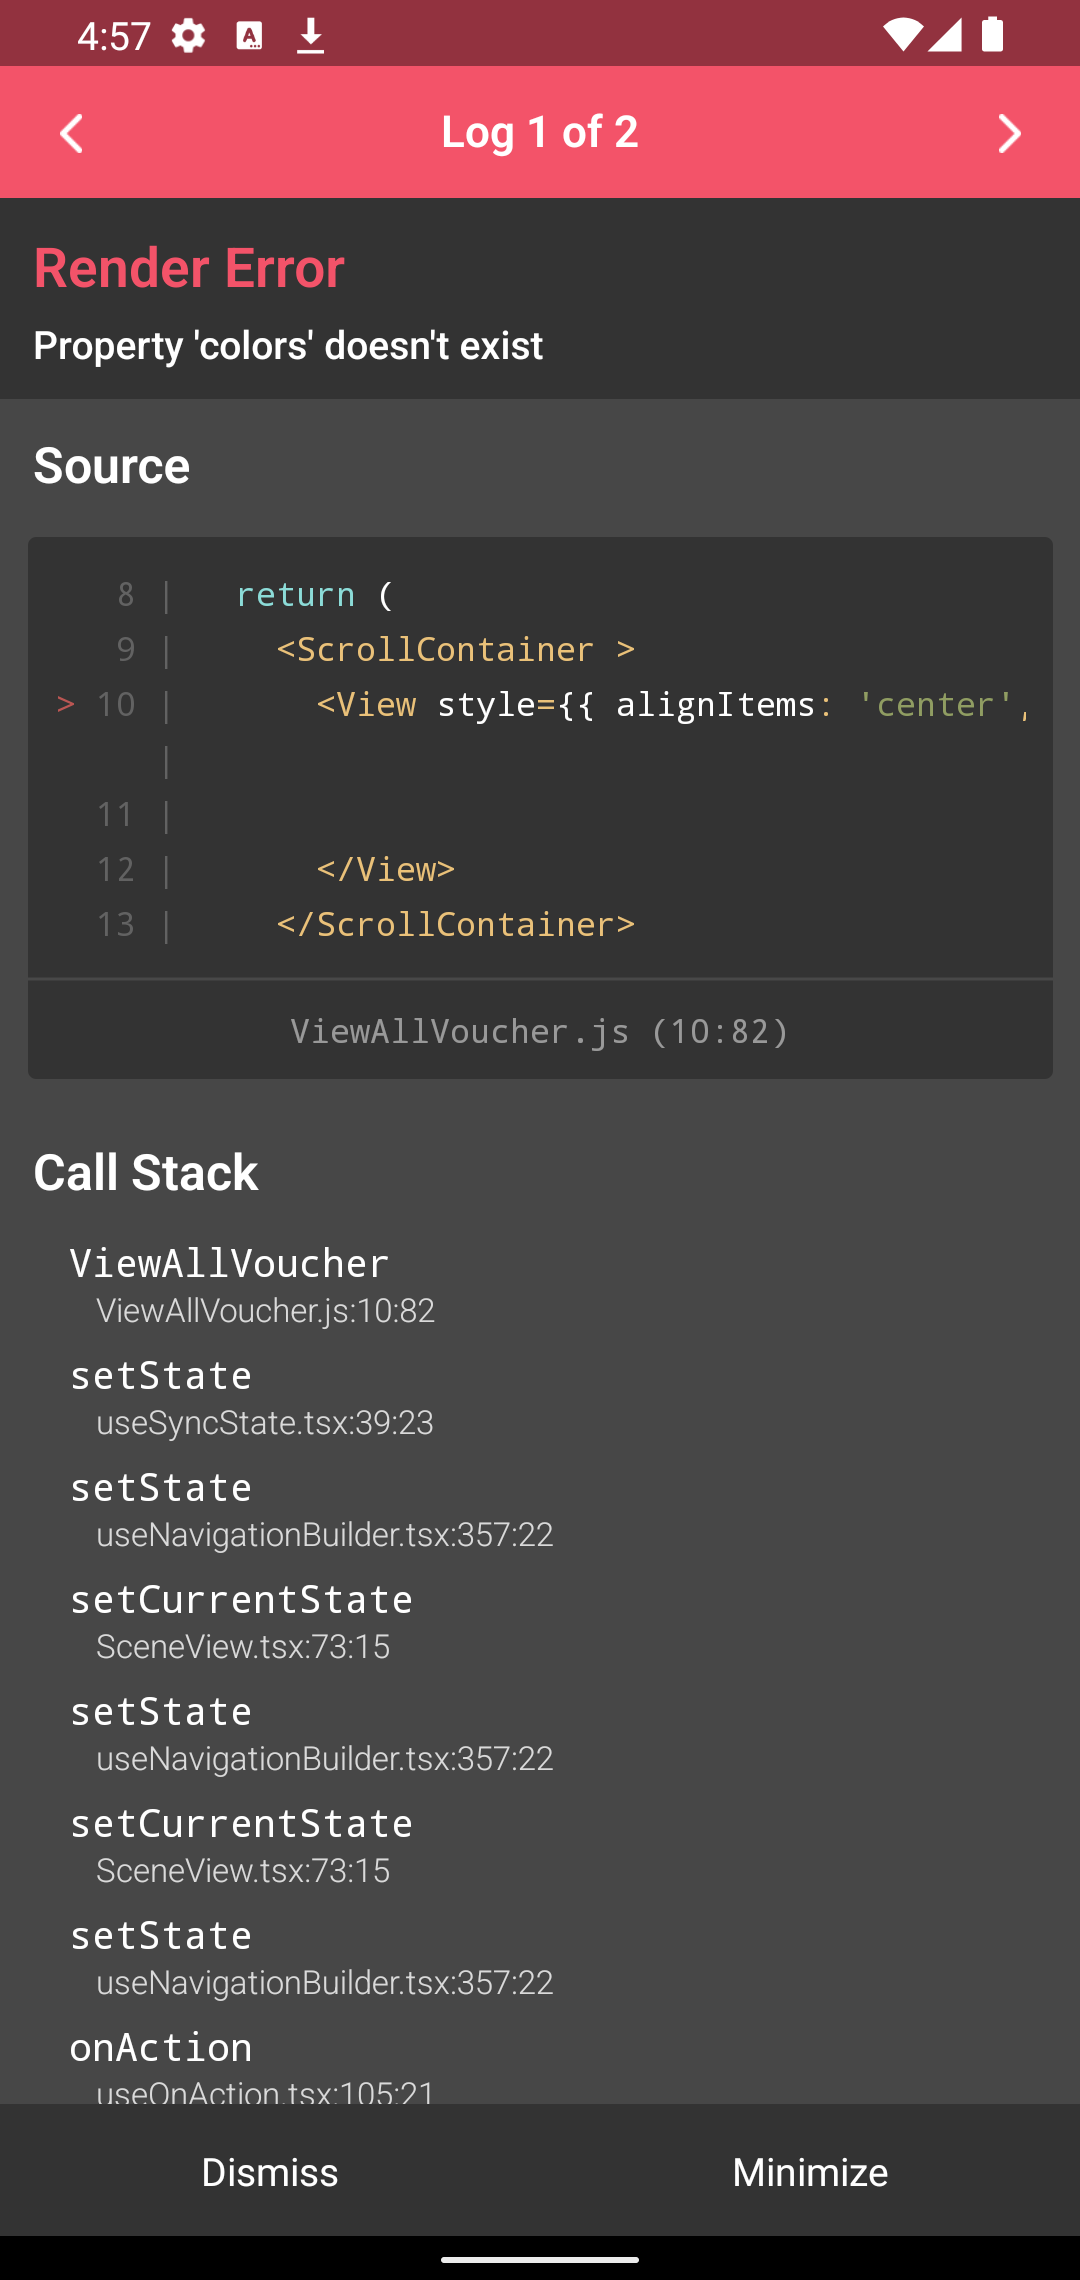 4:57
Log 1 of 2
Render Error
Property 'colors' doesn't exist
Source
8 |   return (
9 |     <ScrollContainer >
> 10 |       <View style={{ alignItems: 'center',
|
11 |
12 |       </View>
13 |     </ScrollContainer>
ViewAllVoucher.js (10:82)
Call Stack
ViewAllVoucher
ViewAllVoucher.js:10:82
setState
useSyncState.tsx:39:23
setState
useNavigationBuilder.tsx:357:22
setCurrentState
SceneView.tsx:73:15
setState
useNavigationBuilder.tsx:357:22
setCurrentState
SceneView.tsx:73:15
setState
useNavigationBuilder.tsx:357:22
onAction
useOnAction.tsx:105:21
Dismiss Minimize